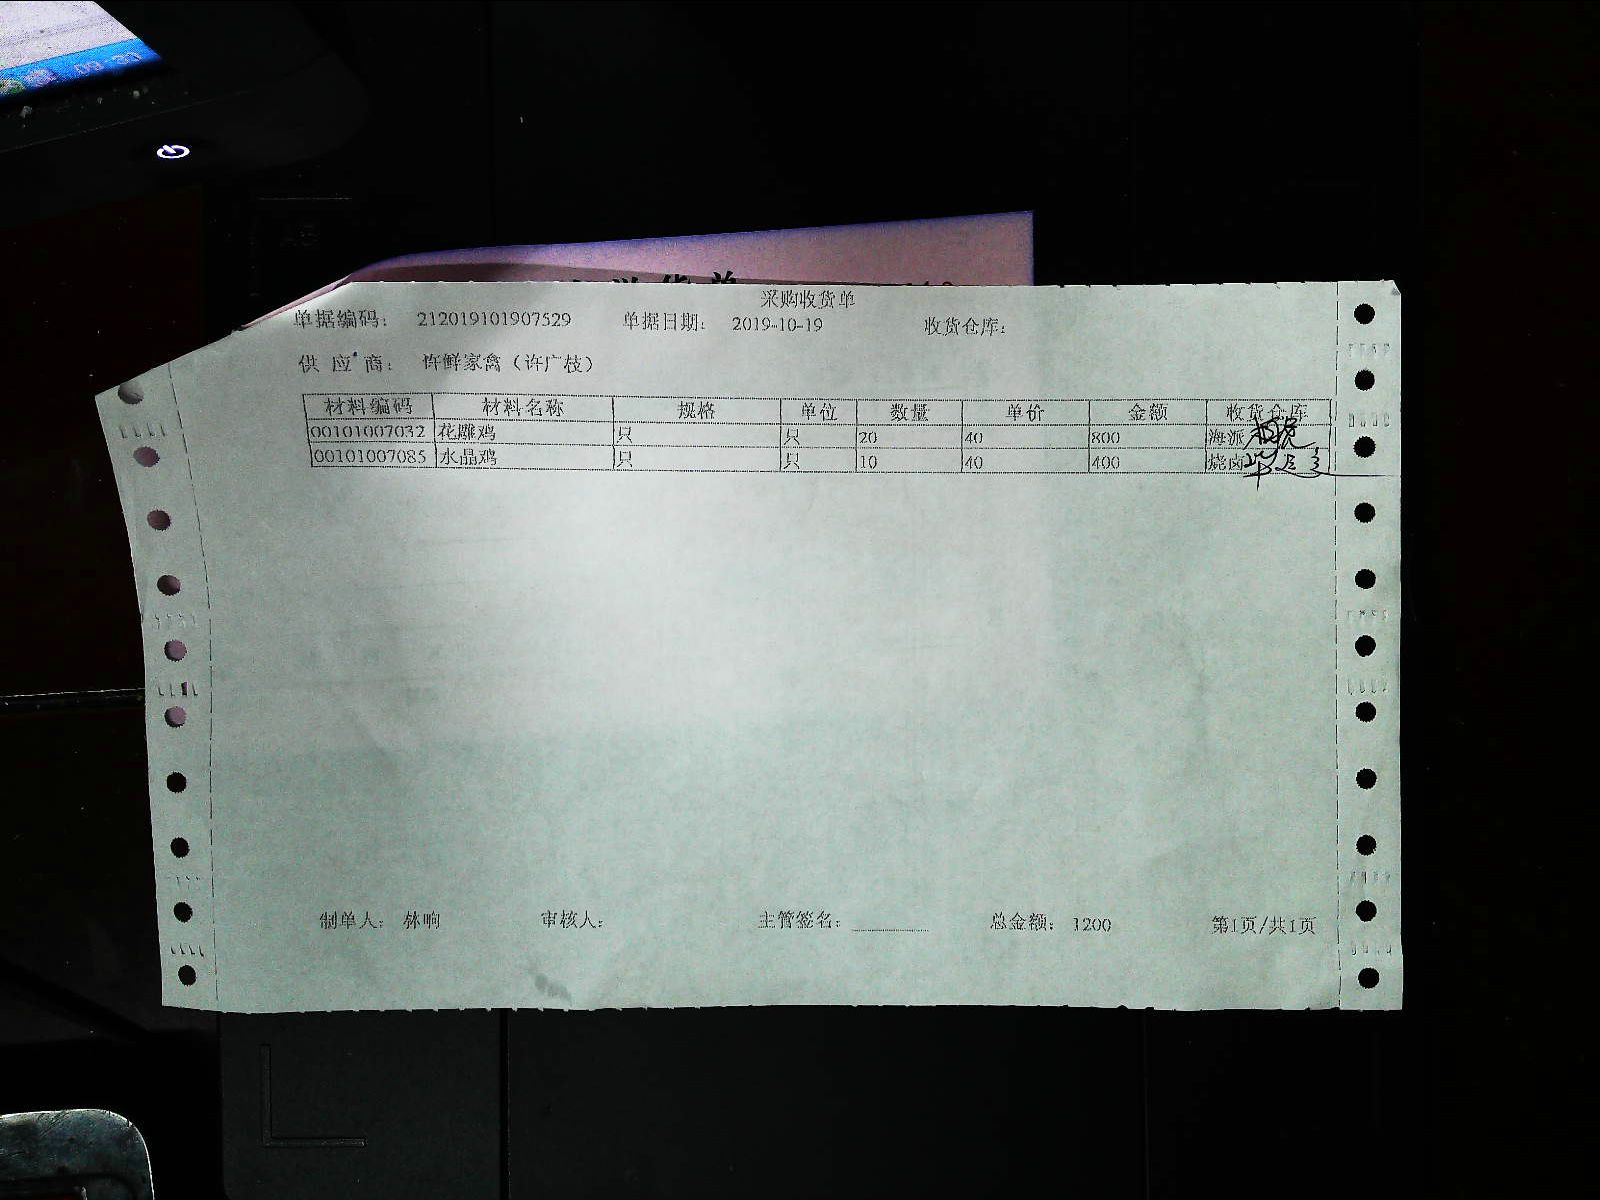 09:30
采购收货单
单据编码： 212019101907529 单据日期： 2019-10-19 收货仓库：
供 应 商： 许鲜家禽（许广枝）
材料编码 材料名称 规格 单位 数量 单价 金额 收货仓库
00101007032 花雕鸡 只 只 20 40 800 海派
00101007085 水晶鸡 只 只 10 40 400 烧卤
制单人： 林响 审核人： 主管签名： 总金额： 1200 第1页/共1页